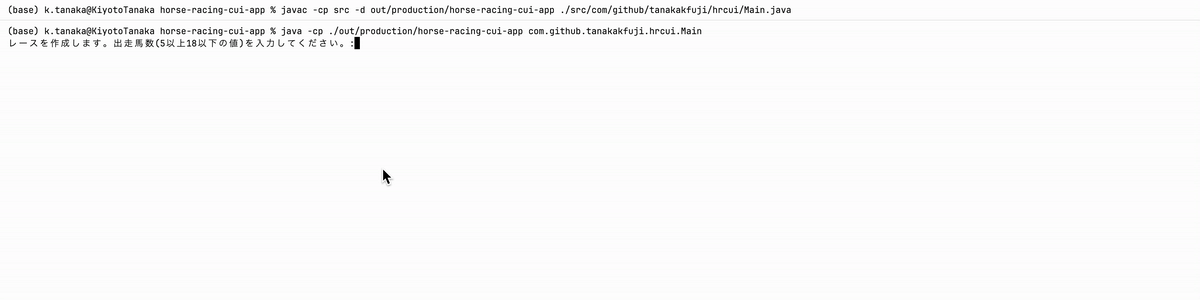 (base) k.tanaka@KiyotoTanaka horse-racing-cui-app % javac -cp src -d out/production/horse-racing-cui-app ./src/com/github/tanakakfuji/hrcui/Main.java
(base) k.tanaka@KiyotoTanaka horse-racing-cui-app % java -cp ./out/production/horse-racing-cui-app com.github.tanakakfuji.hrcui.Main
レースを作成します。出走馬数(5以上18以下の値)を入力してください。: